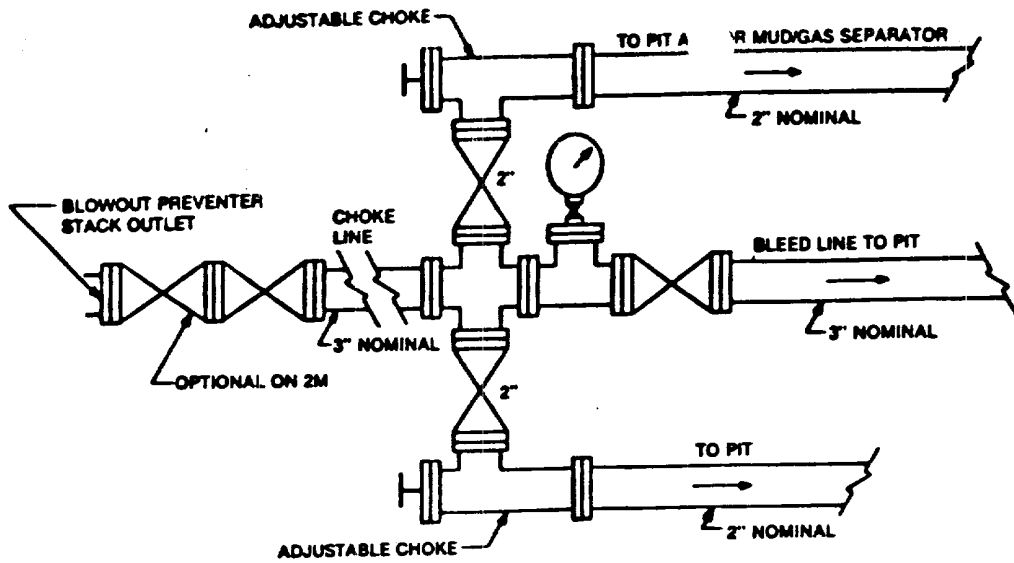 ADJUSTABLE CHOKE
TO PIT A R MUD/GAS SEPARATOR
2" NOMINAL
2"
BLOWOUT PREVENTER
STACK OUTLET
CHOKE
LINE
BLEED LINE TO PIT
3" NOMINAL
3" NOMINAL
OPTIONAL ON 2M
2"
TO PIT
2" NOMINAL
ADJUSTABLE CHOKE